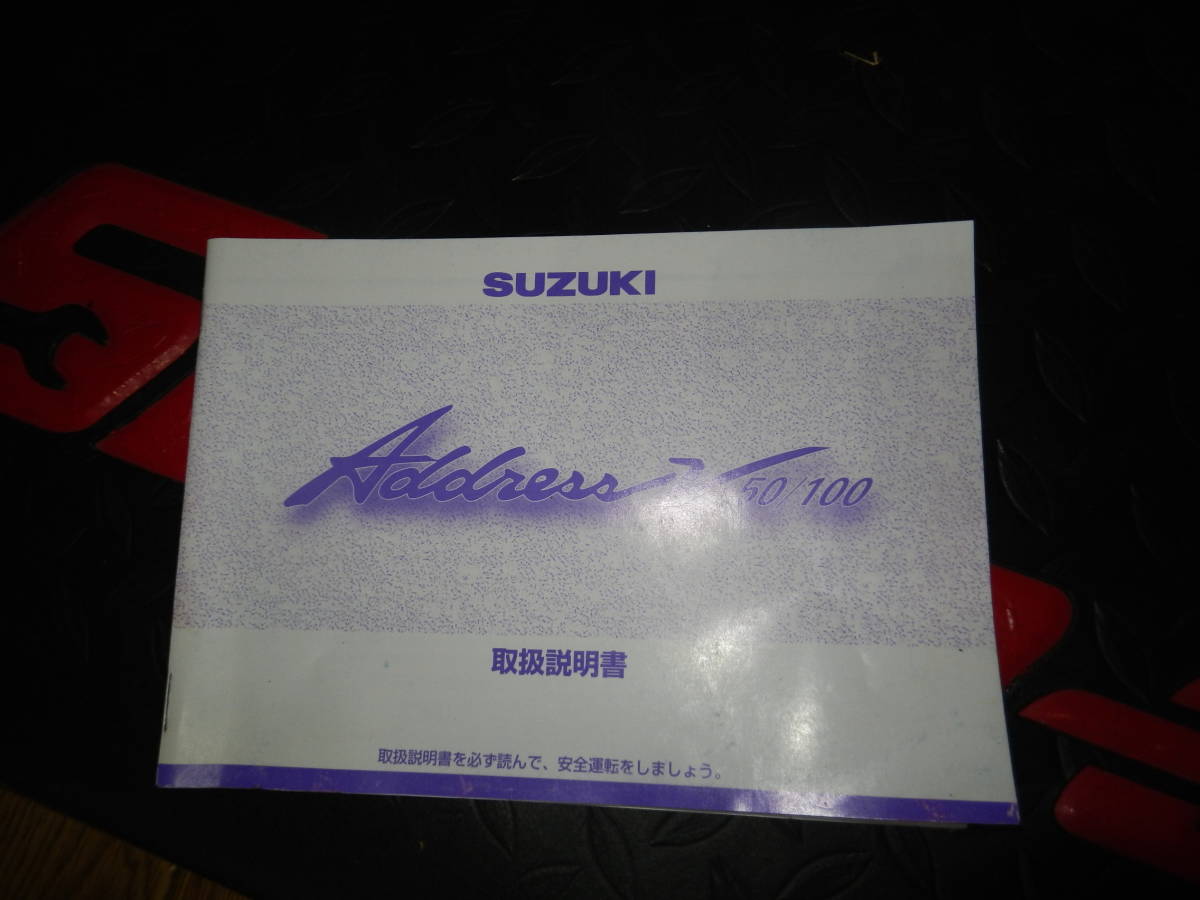 SUZUKI
Address V 50/100
取扱説明書
取扱説明書を必ず読んで、安全運転をしましょう。